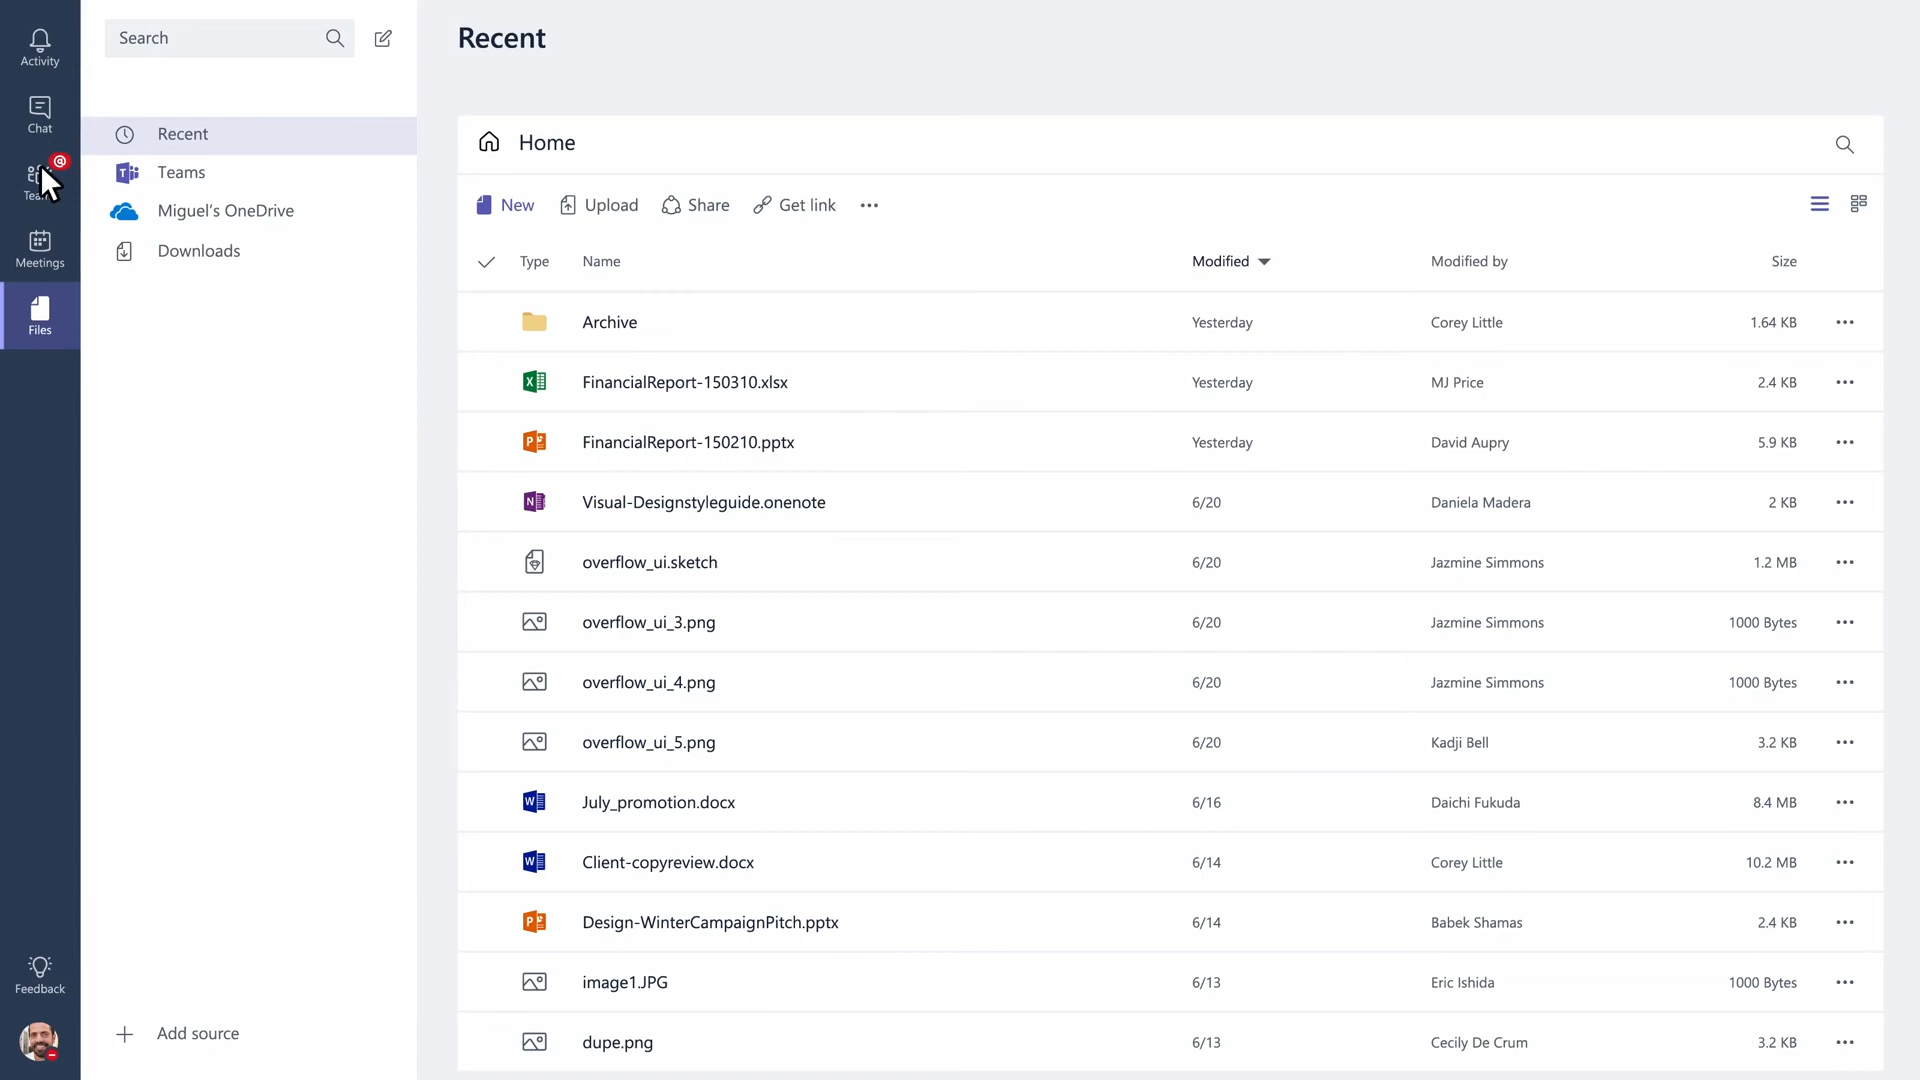 Activity
Chat
Meetings
Files
Feedback
Search
Recent
Teams
Miguel's OneDrive
Downloads
Add source
Recent
Home
New Upload Share Get link
Type Name Modified Modified by Size
Archive Yesterday Corey Little 1.64 KB
FinancialReport-150310.xlsx Yesterday MJ Price 2.4 KB
FinancialReport-150210.pptx Yesterday David Aupry 5.9 KB
Visual-Designstyleguide.onenote 6/20 Daniela Madera 2 KB
overflow_ui.sketch 6/20 Jazmine Simmons 1.2 MB
overflow_ui_3.png 6/20 Jazmine Simmons 1000 Bytes
overflow_ui_4.png 6/20 Jazmine Simmons 1000 Bytes
overflow_ui_5.png 6/20 Kadji Bell 3.2 KB
July_promotion.docx 6/16 Daichi Fukuda 8.4 MB
Client-copyreview.docx 6/14 Corey Little 10.2 MB
Design-WinterCampaignPitch.pptx 6/14 Babek Shamas 2.4 KB
image1.JPG 6/13 Eric Ishida 1000 Bytes
dupe.png 6/13 Cecily De Crum 3.2 KB